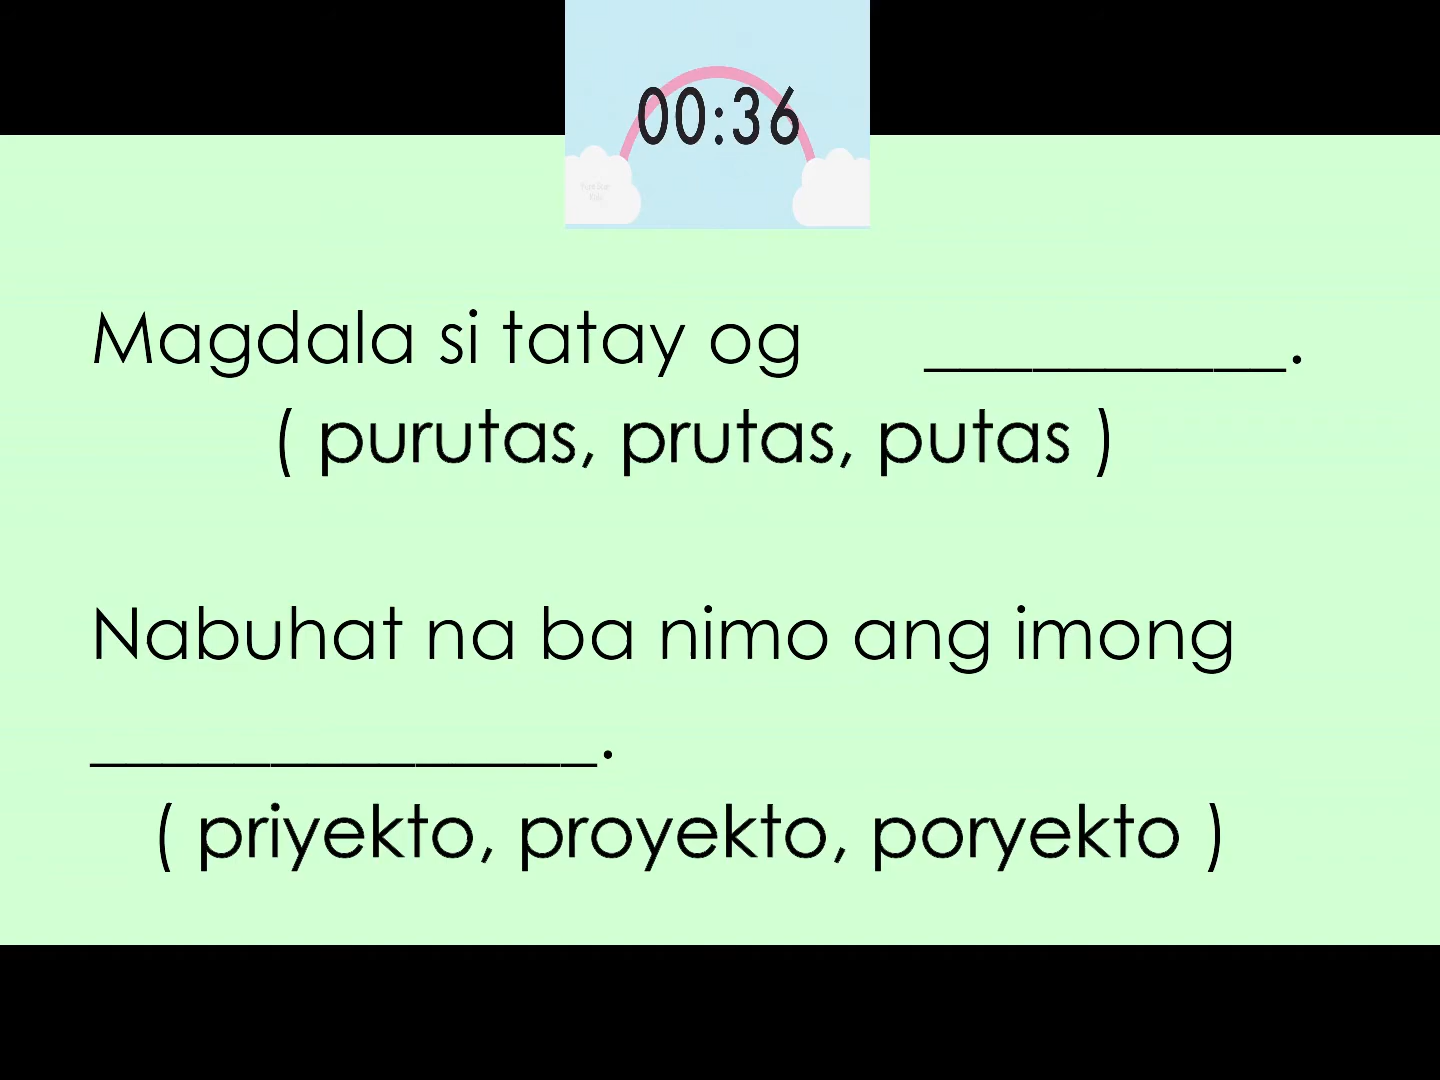 00:36
Magdala si tatay og __________.
( purutas, prutas, putas )
Nabuhat na ba nimo ang imong
______________.
( priyekto, proyekto, poryekto )